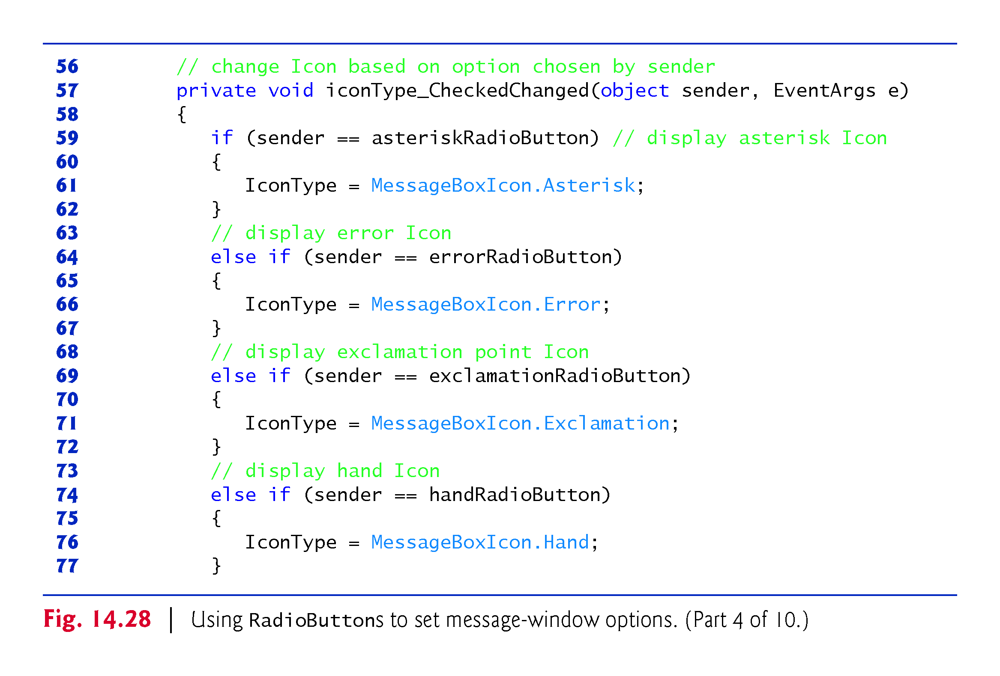 56 // change Icon based on option chosen by sender
57 private void iconType_CheckedChanged(object sender, EventArgs e)
58 {
59 if (sender == asteriskRadioButton) // display asterisk Icon
60 {
61 IconType = MessageBoxIcon.Asterisk;
62 }
63 // display error Icon
64 else if (sender == errorRadioButton)
65 {
66 IconType = MessageBoxIcon.Error;
67 }
68 // display exclamation point Icon
69 else if (sender == exclamationRadioButton)
70 {
71 IconType = MessageBoxIcon.Exclamation;
72 }
73 // display hand Icon
74 else if (sender == handRadioButton)
75 {
76 IconType = MessageBoxIcon.Hand;
77 }
Fig. 14.28 | Using RadioButtons to set message-window options. (Part 4 of 10.)